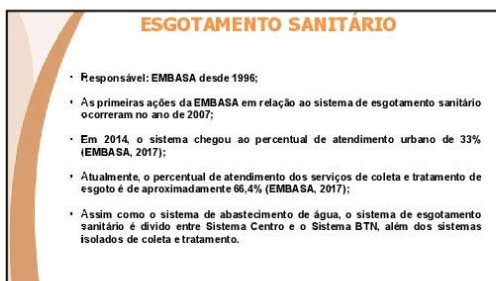 ESGOTAMENTO SANITÁRIO
• Responsável: EMBASA desde 1996;
• As primeiras ações da EMBASA em relação ao sistema de esgotamento sanitário
ocorreram no ano de 2007;
• Em 2014, o sistema chegou ao percentual de atendimento urbano de 33%
(EMBASA, 2017);
• Atualmente, o percentual de atendimento dos serviços de coleta e tratamento de
esgoto é de aproximadamente 66,4% (EMBASA, 2017);
• Assim como o sistema de abastecimento de água, o sistema de esgotamento
sanitário é divido entre Sistema Centro e o Sistema BTN, além dos sistemas
isolados de coleta e tratamento.